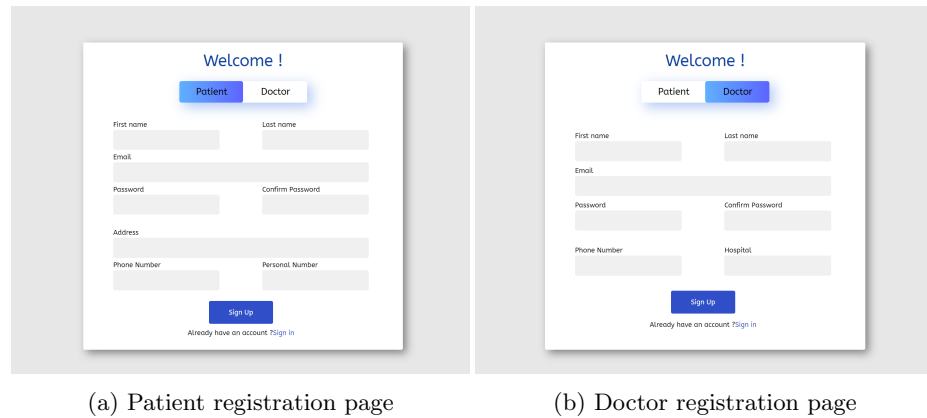 Welcome !
Patient Doctor
First name Last name
Email
Password Confirm Password
Address
Phone Number Personal Number
Sign Up
Already have an account ?Sign in
(a) Patient registration page
Welcome !
Patient Doctor
First name Last name
Email
Password Confirm Password
Phone Number Hospital
Sign Up
Already have an account ?Sign in
(b) Doctor registration page